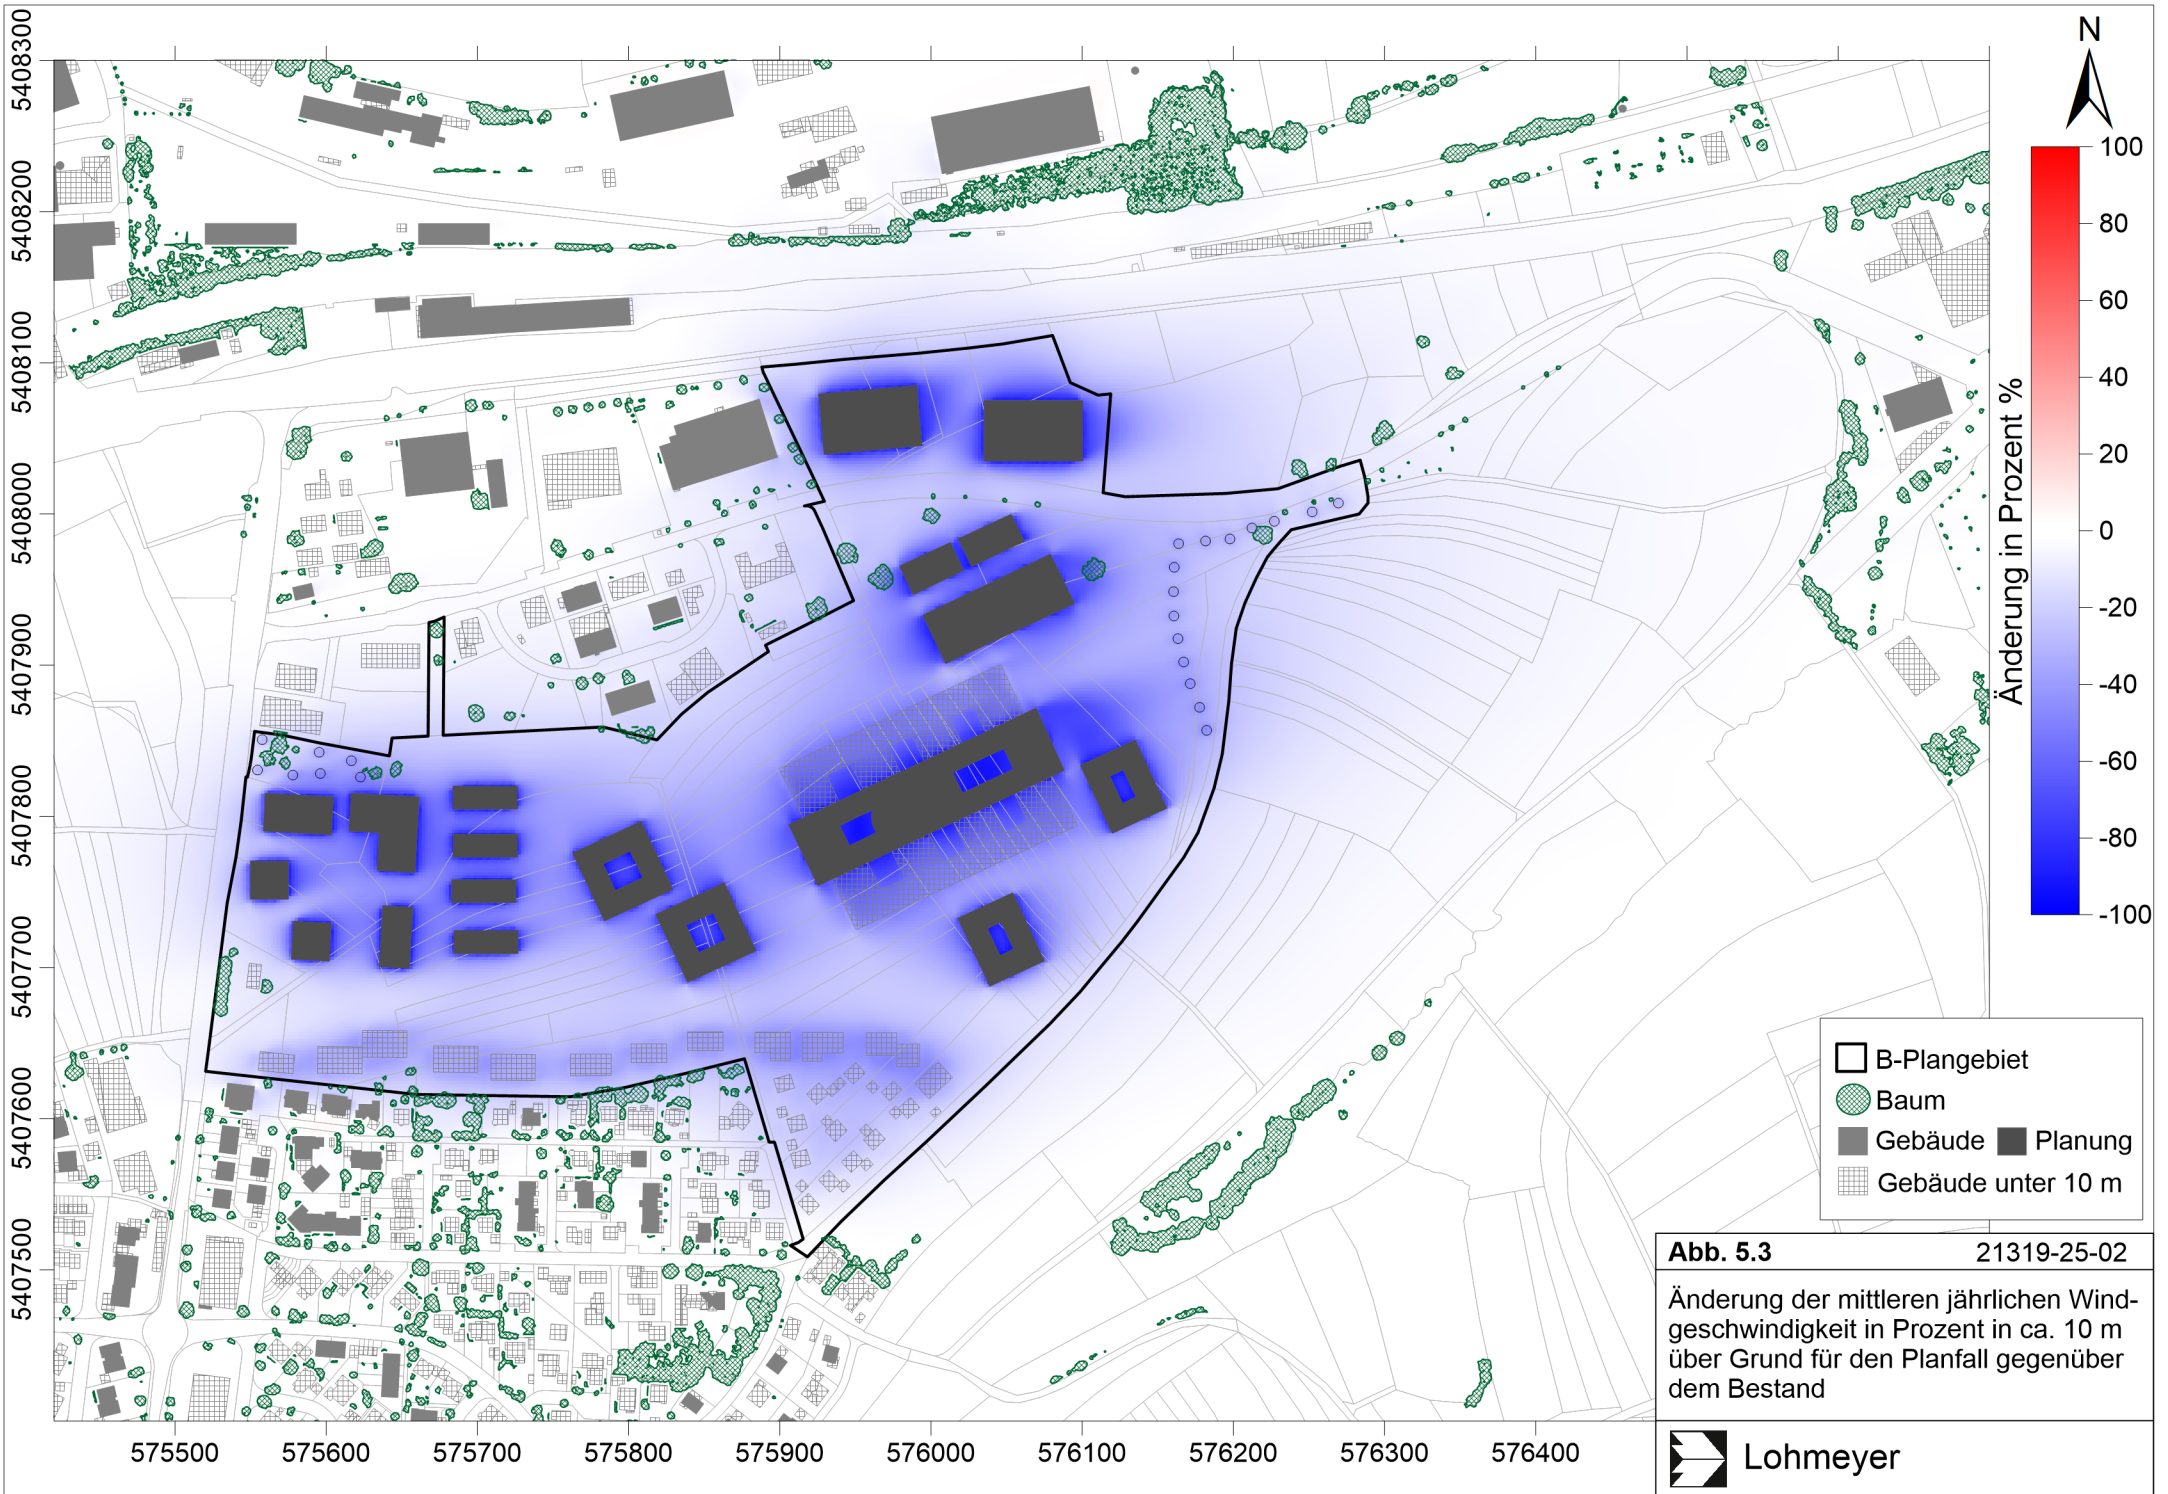 N
5408300
5408200
5408100
5408000
5407900
5407800
5407700
5407600
5407500
575500 575600 575700 575800 575900 576000 576100 576200 576300 576400
100
80
60
40
20
0
-20
-40
-60
-80
-100
Änderung in Prozent %
B-Plangebiet
Baum
Gebäude Planung
Gebäude unter 10 m
Abb. 5.3 21319-25-02
Änderung der mittleren jährlichen Wind-
geschwindigkeit in Prozent in ca. 10 m
über Grund für den Planfall gegenüber
dem Bestand
Lohmeyer